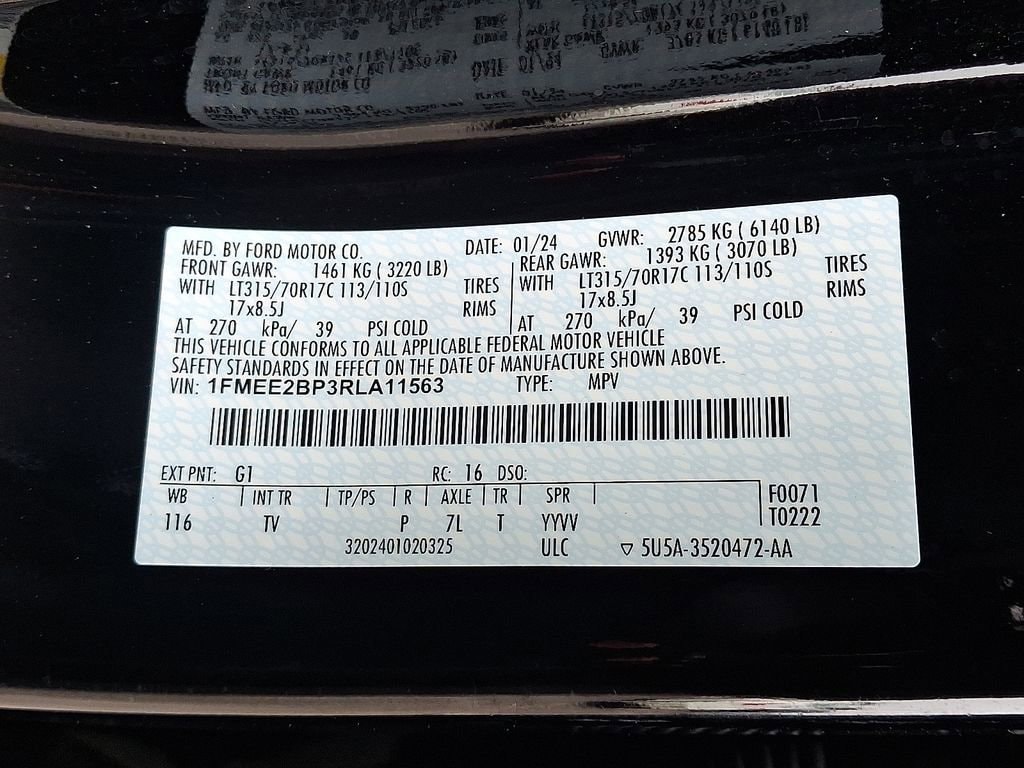 MFD. BY FORD MOTOR CO. DATE: 01/24 GVWR: 2785 KG ( 6140 LB)
FRONT GAWR: 1461 KG ( 3220 LB) REAR GAWR: 1393 KG ( 3070 LB)
WITH LT315/70R17C 113/110S TIRES WITH LT315/70R17C 113/110S TIRES
17x8.5J RIMS 17x8.5J RIMS
AT 270 kPa/ 39 PSI COLD AT 270 kPa/ 39 PSI COLD
THIS VEHICLE CONFORMS TO ALL APPLICABLE FEDERAL MOTOR VEHICLE
SAFETY STANDARDS IN EFFECT ON THE DATE OF MANUFACTURE SHOWN ABOVE.
VIN: 1FMEE2BP3RLA11563 TYPE: MPV
EXT PNT: G1 RC: 16 DSO:
WB INT TR TP/PS R AXLE TR SPR F0071
116 TV P 7L T YYVV T0222
3202401020325 ULC ▽ 5U5A-3520472-AA